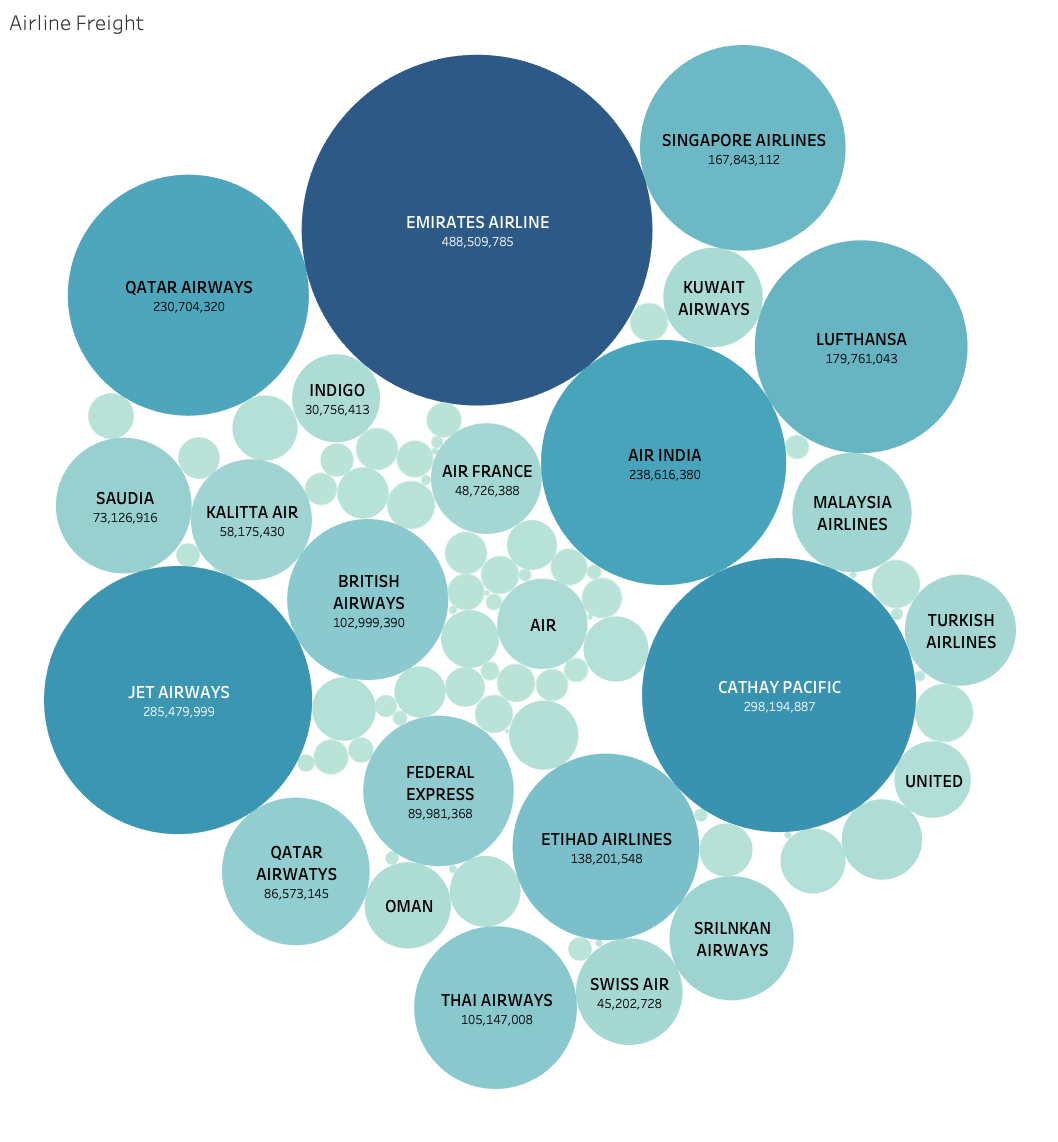 Airline Freight
SINGAPORE AIRLINES
167,843,112
EMIRATES AIRLINE
488,509,785
QATAR AIRWAYS
230,704,320
KUWAIT
AIRWAYS
LUFTHANSA
179,761,043
INDIGO
30,756,413
AIR FRANCE
48,726,388
AIR INDIA
238,616,380
SAUDIA
73,126,916
KALITTA AIR
58,175,430
MALAYSIA
AIRLINES
BRITISH
AIRWAYS
102,999,390
AIR
TURKISH
AIRLINES
JET AIRWAYS
285,479,999
CATHAY PACIFIC
298,194,887
FEDERAL
EXPRESS
89,981,368
UNITED
ETIHAD AIRLINES
138,201,548
QATAR
AIRWATYS
86,573,145
OMAN
SRILNKAN
AIRWAYS
THAI AIRWAYS
105,147,008
SWISS AIR
45,202,728